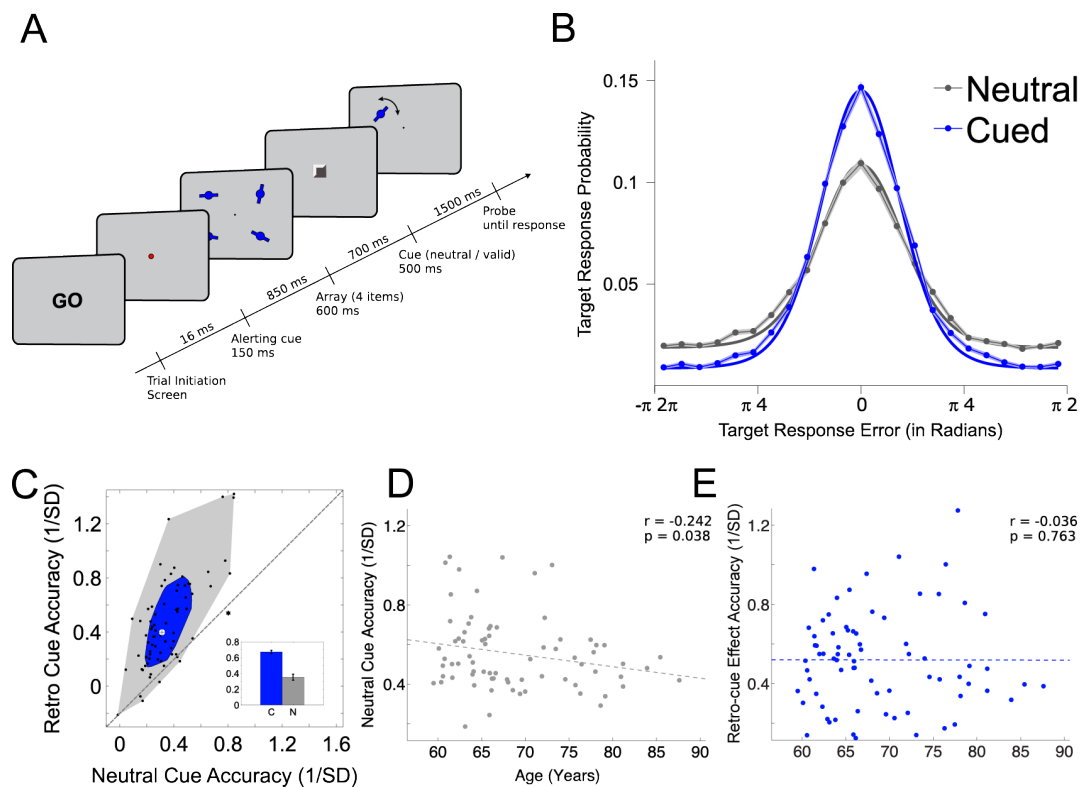 A
GO
16 ms
850 ms
700 ms
1500 ms
Trial Initiation
Screen
Alerting cue
150 ms
Array (4 items)
600 ms
Cue (neutral / valid)
500 ms
Probe
until response
B
Target Response Probability
0.15
0.1
0.05
Neutral
Cued
-π 2π
π 4
0
π 4
π 2
Target Response Error (in Radians)
C
Retro Cue Accuracy (1/SD)
1.2
0.8
0.4
0
0
0.4
0.8
1.2
1.6
Neutral Cue Accuracy (1/SD)
0.8
0.6
0.4
0.2
0
C
N
D
Neutral Cue Accuracy (1/SD)
1.2
0.8
0.4
r = -0.242
p = 0.038
60
65
70
75
80
85
90
Age (Years)
E
Retro-cue Effect Accuracy (1/SD)
1.2
0.8
0.4
r = -0.036
p = 0.763
60
65
70
75
80
85
90